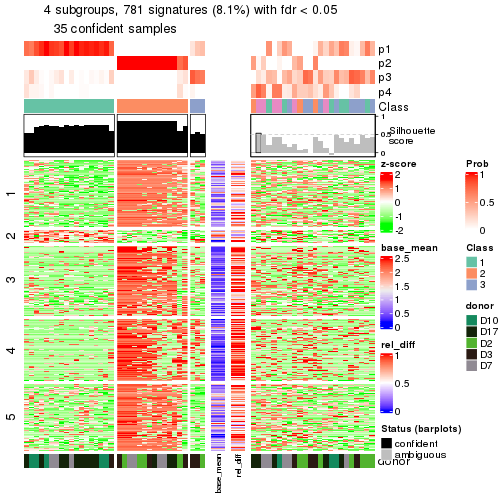 4 subgroups, 781 signatures (8.1%) with fdr < 0.05
35 confident samples
p1
p2
p3
p4
Class
1
0.5
0
Silhouette
score
1
2
3
4
5
z-score
2
1
0
-1
-2
base_mean
2.5
2
1.5
1
0.5
0
rel_diff
1
0.5
0
Prob
1
0.5
0
Class
1
2
3
donor
D10
D17
D2
D3
D7
Status (barplots)
confident
ambiguous
donor
base_mean
rel_diff